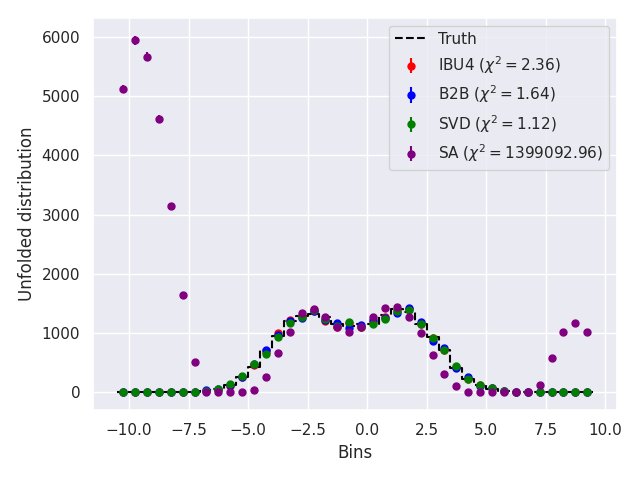 Truth
IBU4 (χ² = 2.36)
B2B (χ² = 1.64)
SVD (χ² = 1.12)
SA (χ² = 1399092.96)
Unfolded distribution
6000
5000
4000
3000
2000
1000
0
−10.0 −7.5 −5.0 −2.5 0.0 2.5 5.0 7.5 10.0
Bins